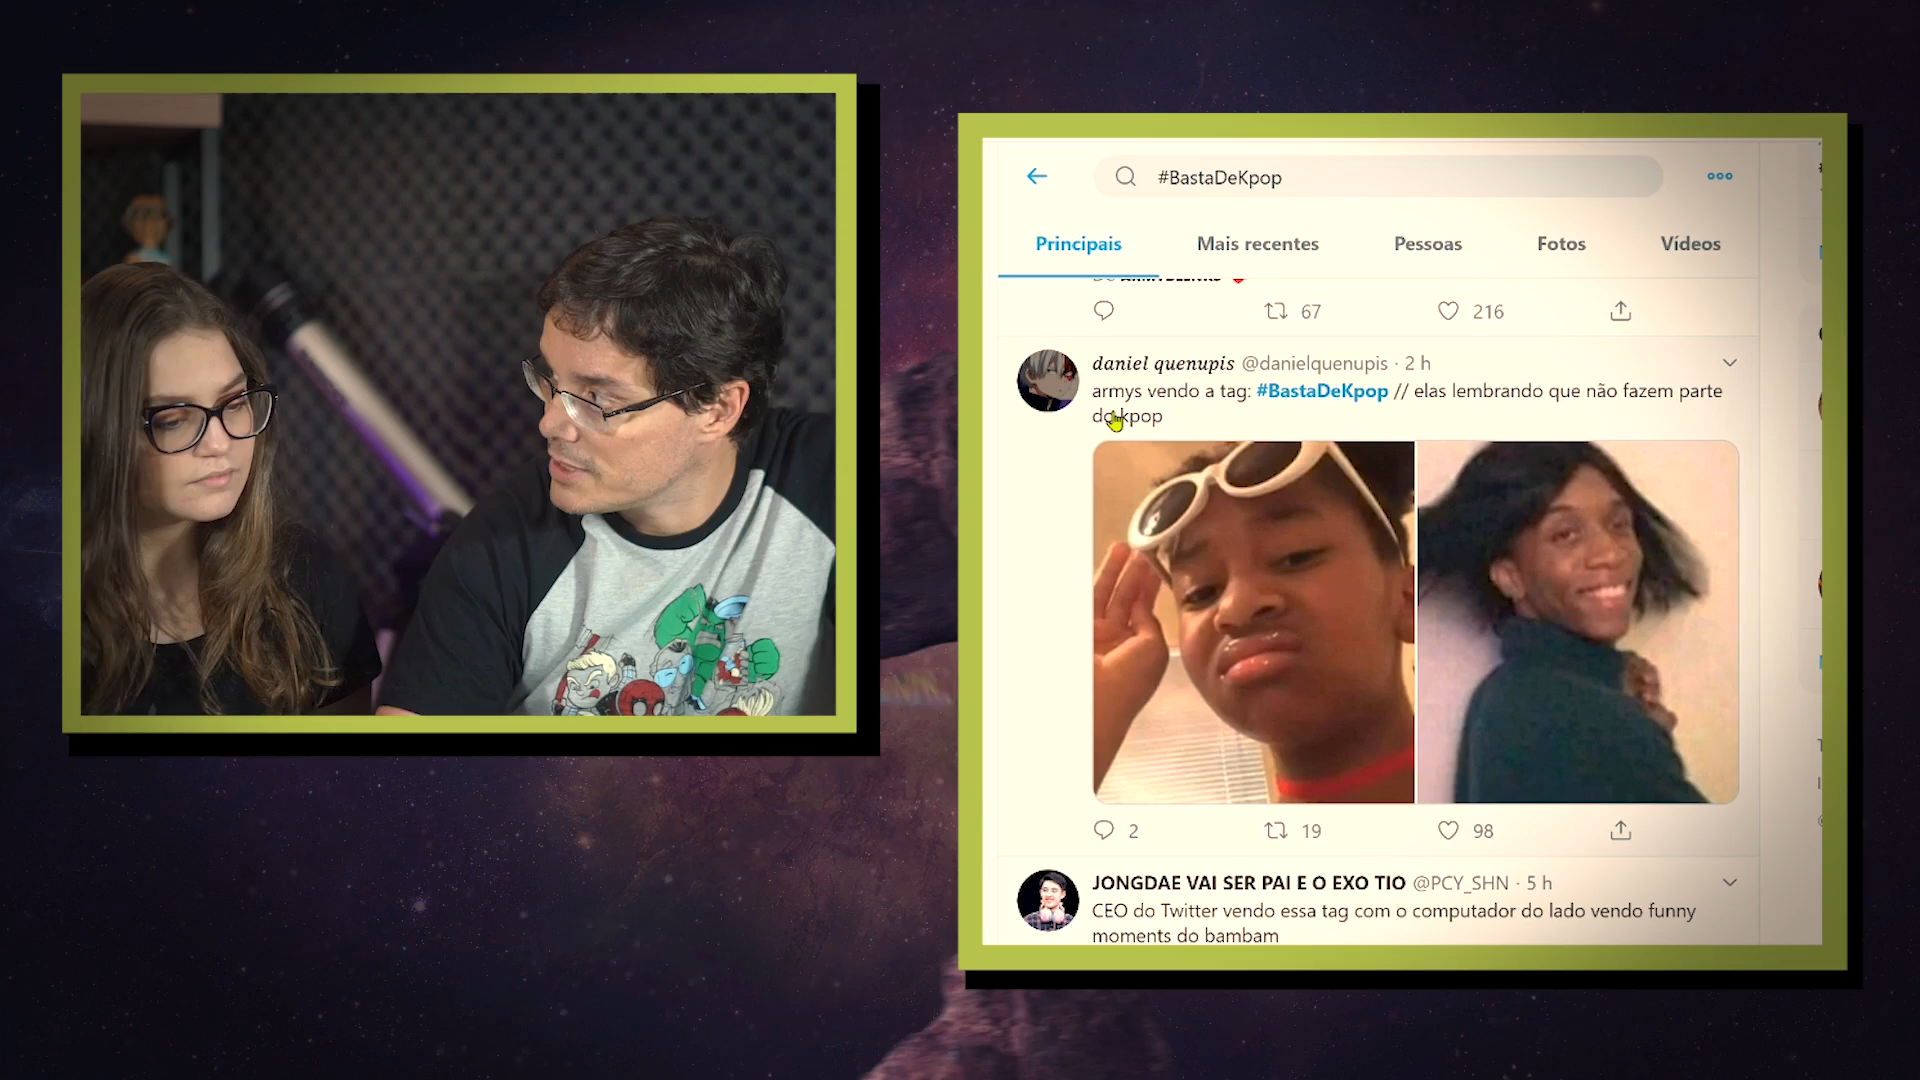 #BastaDeKpop
Principais Mais recentes Pessoas Fotos Vídeos
67 216
daniel quenupis @danielquenupis · 2 h
armys vendo a tag: #BastaDeKpop // elas lembrando que não fazem parte
do kpop
2 19 98
JONGDAE VAI SER PAI E O EXO TIO @PCY_SHN · 5 h
CEO do Twitter vendo essa tag com o computador do lado vendo funny
moments do bambam